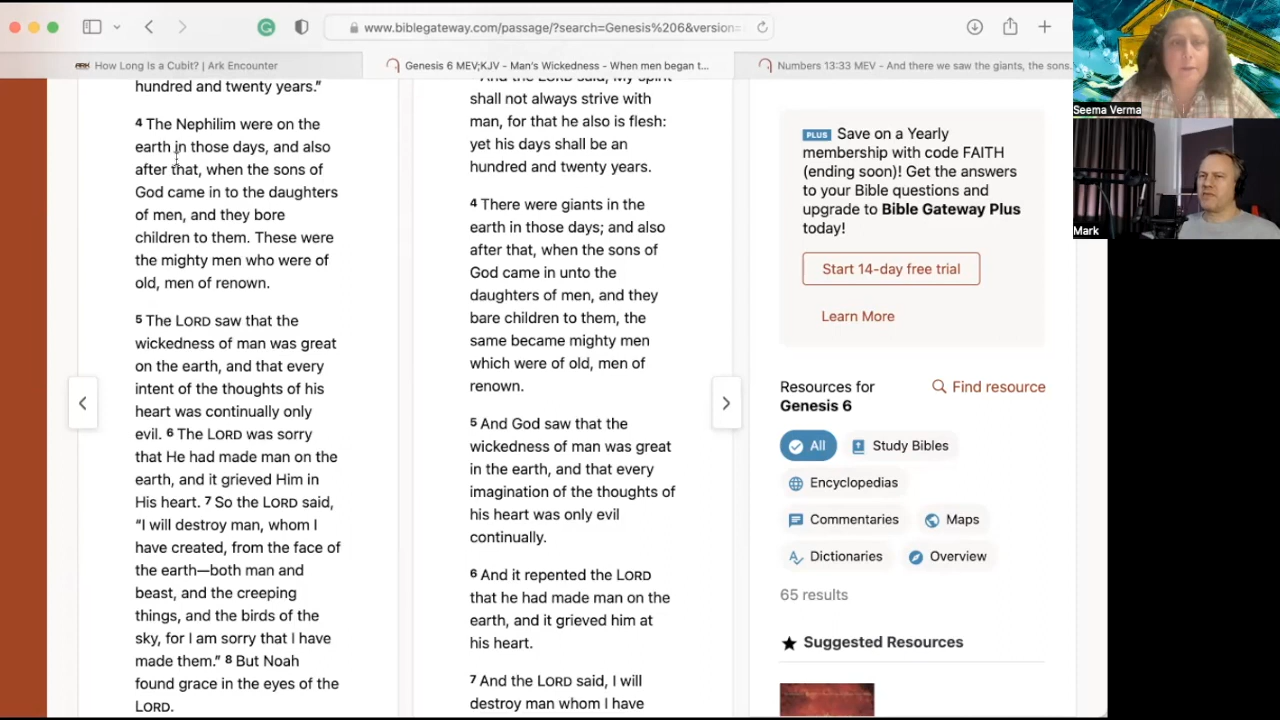 www.biblegateway.com/passage/?search=Genesis%206&version=
How Long Is a Cubit? | Ark Encounter
Genesis 6 MEV;KJV - Man's Wickedness - When men began t...
Numbers 13:33 MEV - And there we saw the giants, the sons.
hundred and twenty years.”
4 The Nephilim were on the
earth in those days, and also
after that, when the sons of
God came in to the daughters
of men, and they bore
children to them. These were
the mighty men who were of
old, men of renown.
5 The LORD saw that the
wickedness of man was great
on the earth, and that every
intent of the thoughts of his
heart was continually only
evil. 6 The LORD was sorry
that He had made man on the
earth, and it grieved Him in
His heart. 7 So the LORD said,
“I will destroy man, whom I
have created, from the face of
the earth—both man and
beast, and the creeping
things, and the birds of the
sky, for I am sorry that I have
made them.” 8 But Noah
found grace in the eyes of the
LORD.
And the LORD said, My spirit
shall not always strive with
man, for that he also is flesh:
yet his days shall be an
hundred and twenty years.
4 There were giants in the
earth in those days; and also
after that, when the sons of
God came in unto the
daughters of men, and they
bare children to them, the
same became mighty men
which were of old, men of
renown.
5 And God saw that the
wickedness of man was great
in the earth, and that every
imagination of the thoughts of
his heart was only evil
continually.
6 And it repented the LORD
that he had made man on the
earth, and it grieved him at
his heart.
7 And the LORD said, I will
destroy man whom I have
PLUS Save on a Yearly
membership with code FAITH
(ending soon)! Get the answers
to your Bible questions and
upgrade to Bible Gateway Plus
today!
Start 14-day free trial
Learn More
Resources for
Genesis 6
Find resource
All
Study Bibles
Encyclopedias
Commentaries
Maps
Dictionaries
Overview
65 results
Suggested Resources
Seema Verma
Mark